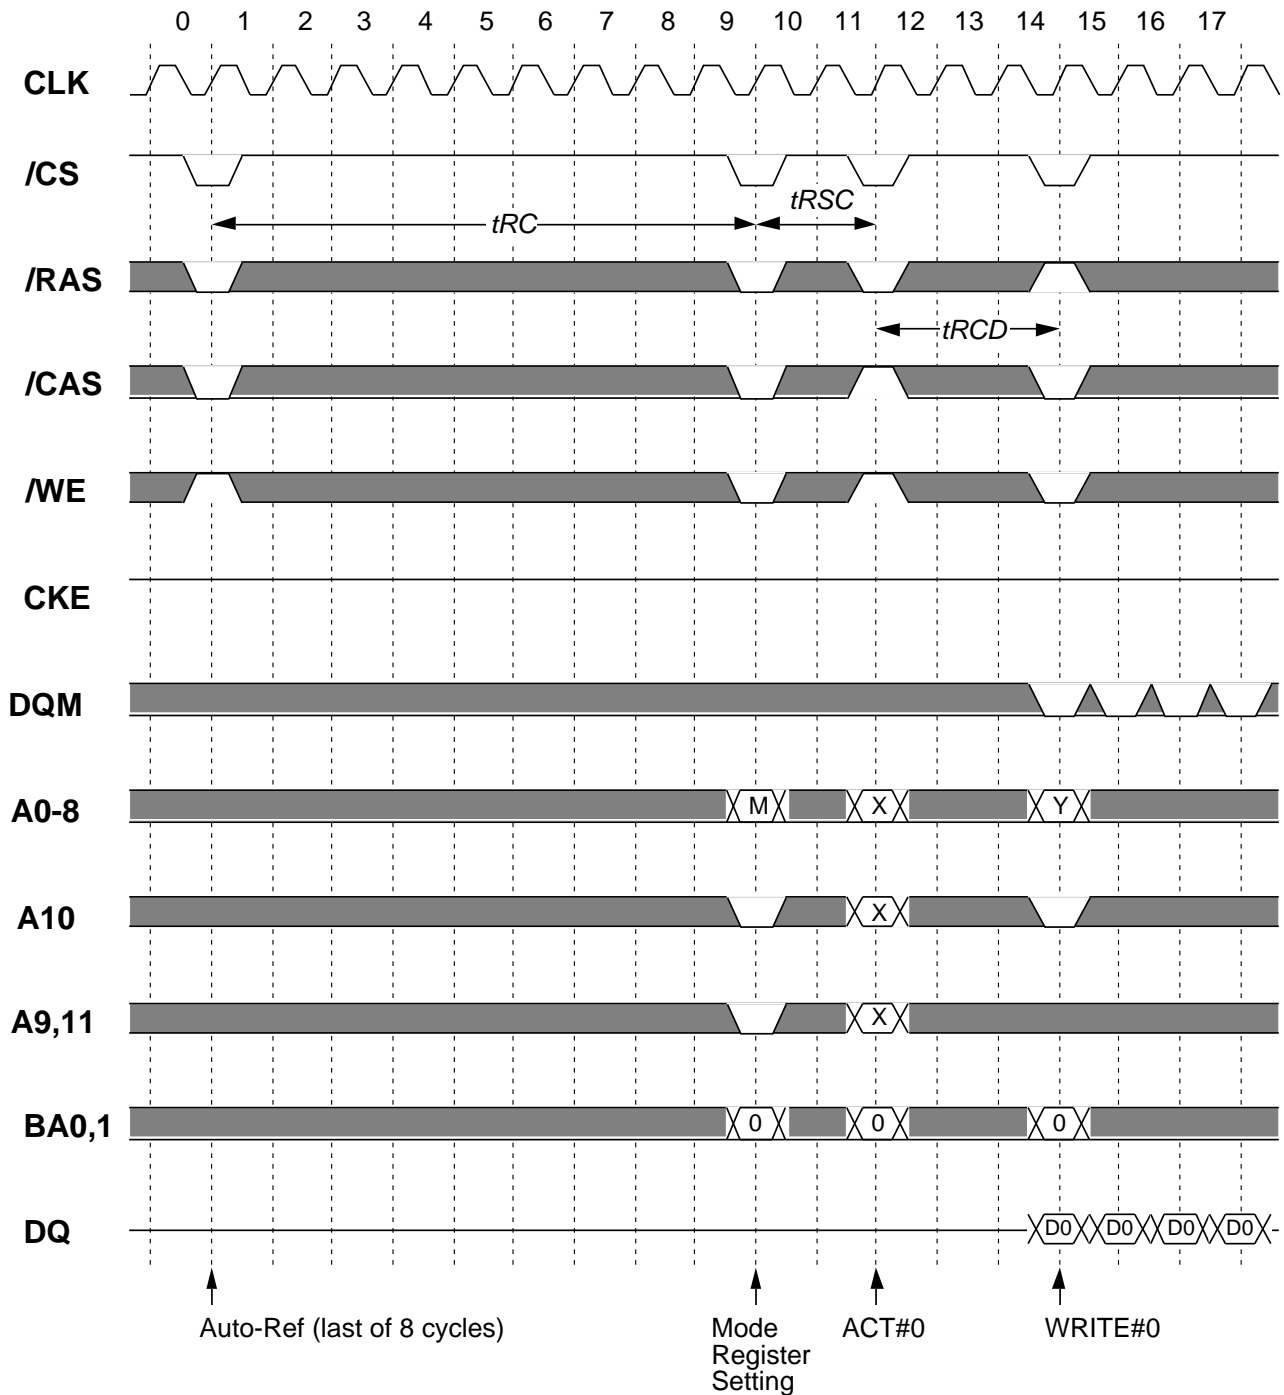 0 1 2 3 4 5 6 7 8 9 10 11 12 13 14 15 16 17
CLK
/CS
tRSC
tRC
/RAS
tRCD
/CAS
/WE
CKE
DQM
A0-8 M X Y
A10 X
A9,11 X
BA0,1 0 0 0
DQ D0 D0 D0 D0
Auto-Ref (last of 8 cycles)
Mode
Register
Setting
ACT#0
WRITE#0